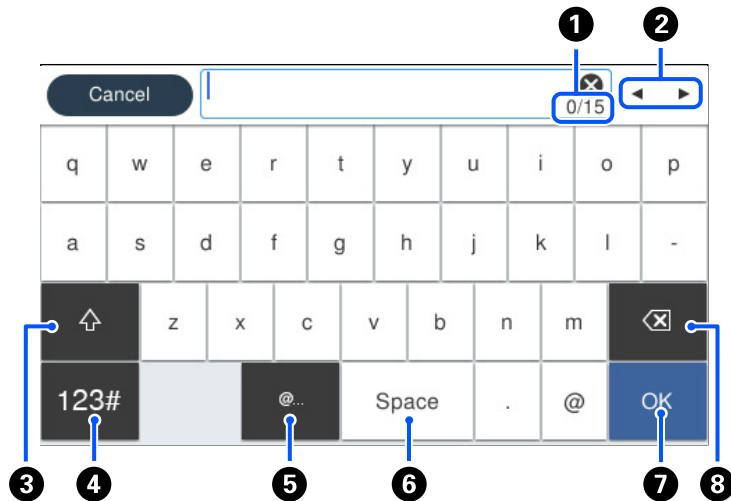 1 2
Cancel 0/15 ◄ ►
q w e r t y u i o p
a s d f g h j k l -
z x c v b n m
123# @... Space . @ OK
3 4 5 6 7 8